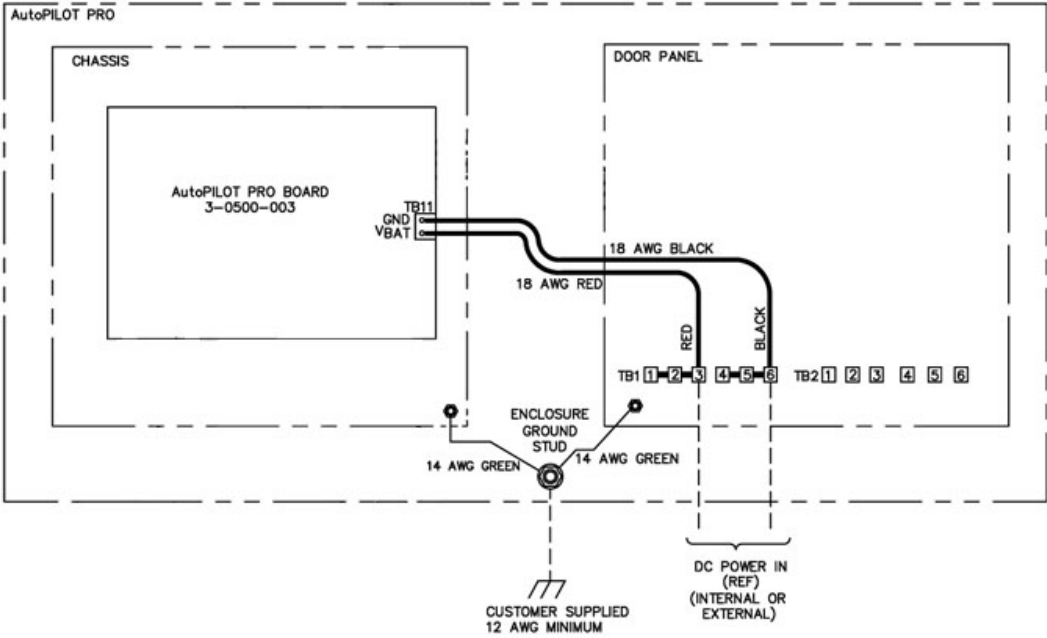 AutoPILOT PRO
CHASSIS
DOOR PANEL
AutoPILOT PRO BOARD
3-0500-003
TB11
GND
VBAT
18 AWG BLACK
18 AWG RED
RED
BLACK
TB1 1 2 3 4 5 6
TB2 1 2 3 4 5 6
ENCLOSURE
GROUND
STUD
14 AWG GREEN
14 AWG GREEN
DC POWER IN
(REF)
(INTERNAL OR
EXTERNAL)
CUSTOMER SUPPLIED
12 AWG MINIMUM